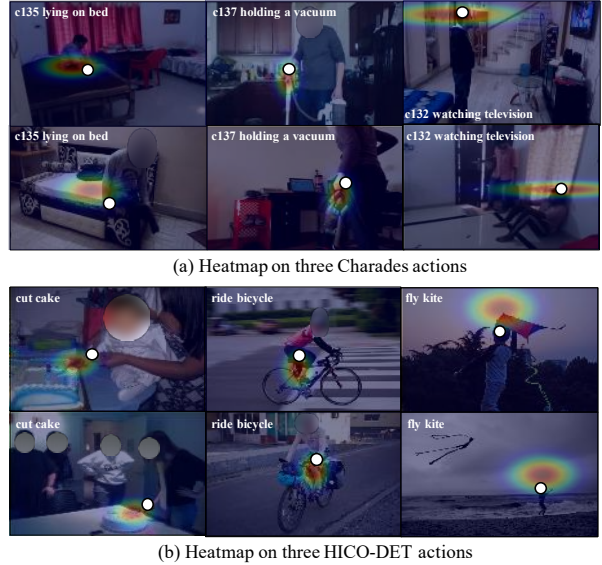 c135 lying on bed
c137 holding a vacuum
c132 watching television
c135 lying on bed
c137 holding a vacuum
c132 watching television
(a) Heatmap on three Charades actions
cut cake
ride bicycle
fly kite
cut cake
ride bicycle
fly kite
(b) Heatmap on three HICO-DET actions